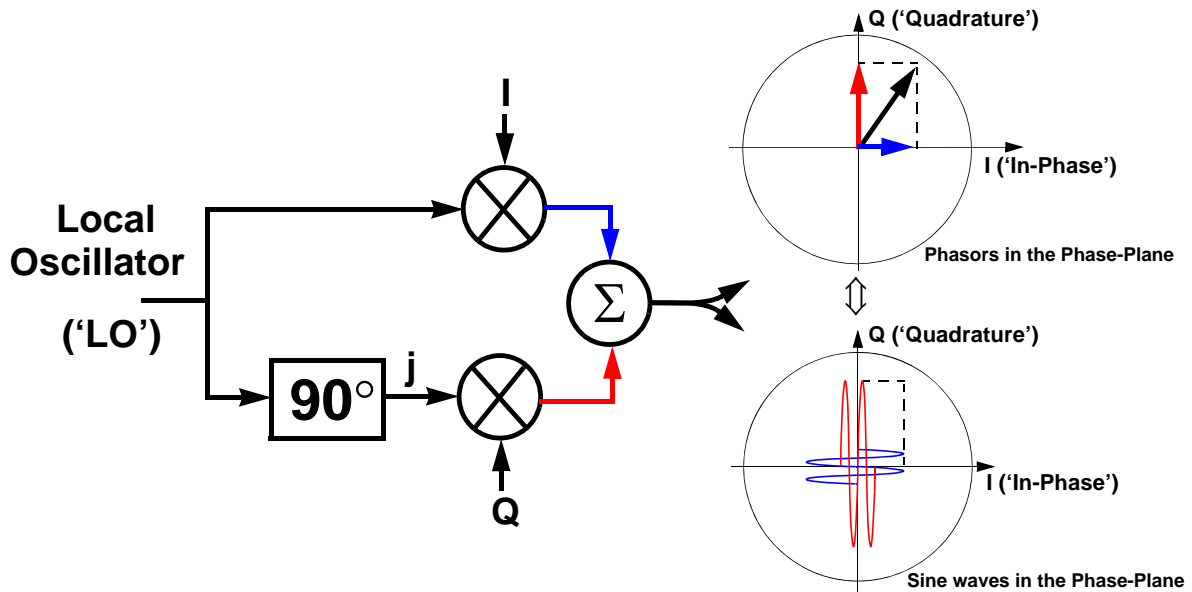 Q (‘Quadrature’)
I
I (‘In-Phase’)
Local
Oscillator
(‘LO’)
Phasors in the Phase-Plane
Σ
Q (‘Quadrature’)
j
90°
I (‘In-Phase’)
Q
Sine waves in the Phase-Plane